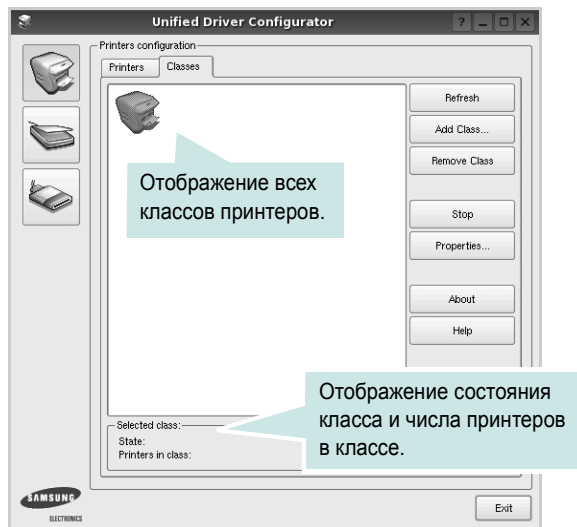 Unified Driver Configurator
Printers configuration
Printers
Classes
Refresh
Add Class...
Remove Class
Отображение всех
классов принтеров.
Stop
Properties...
About
Help
Отображение состояния
класса и числа принтеров
в классе.
Selected class:
State:
Printers in class:
SAMSUNG
ELECTRONICS
Exit